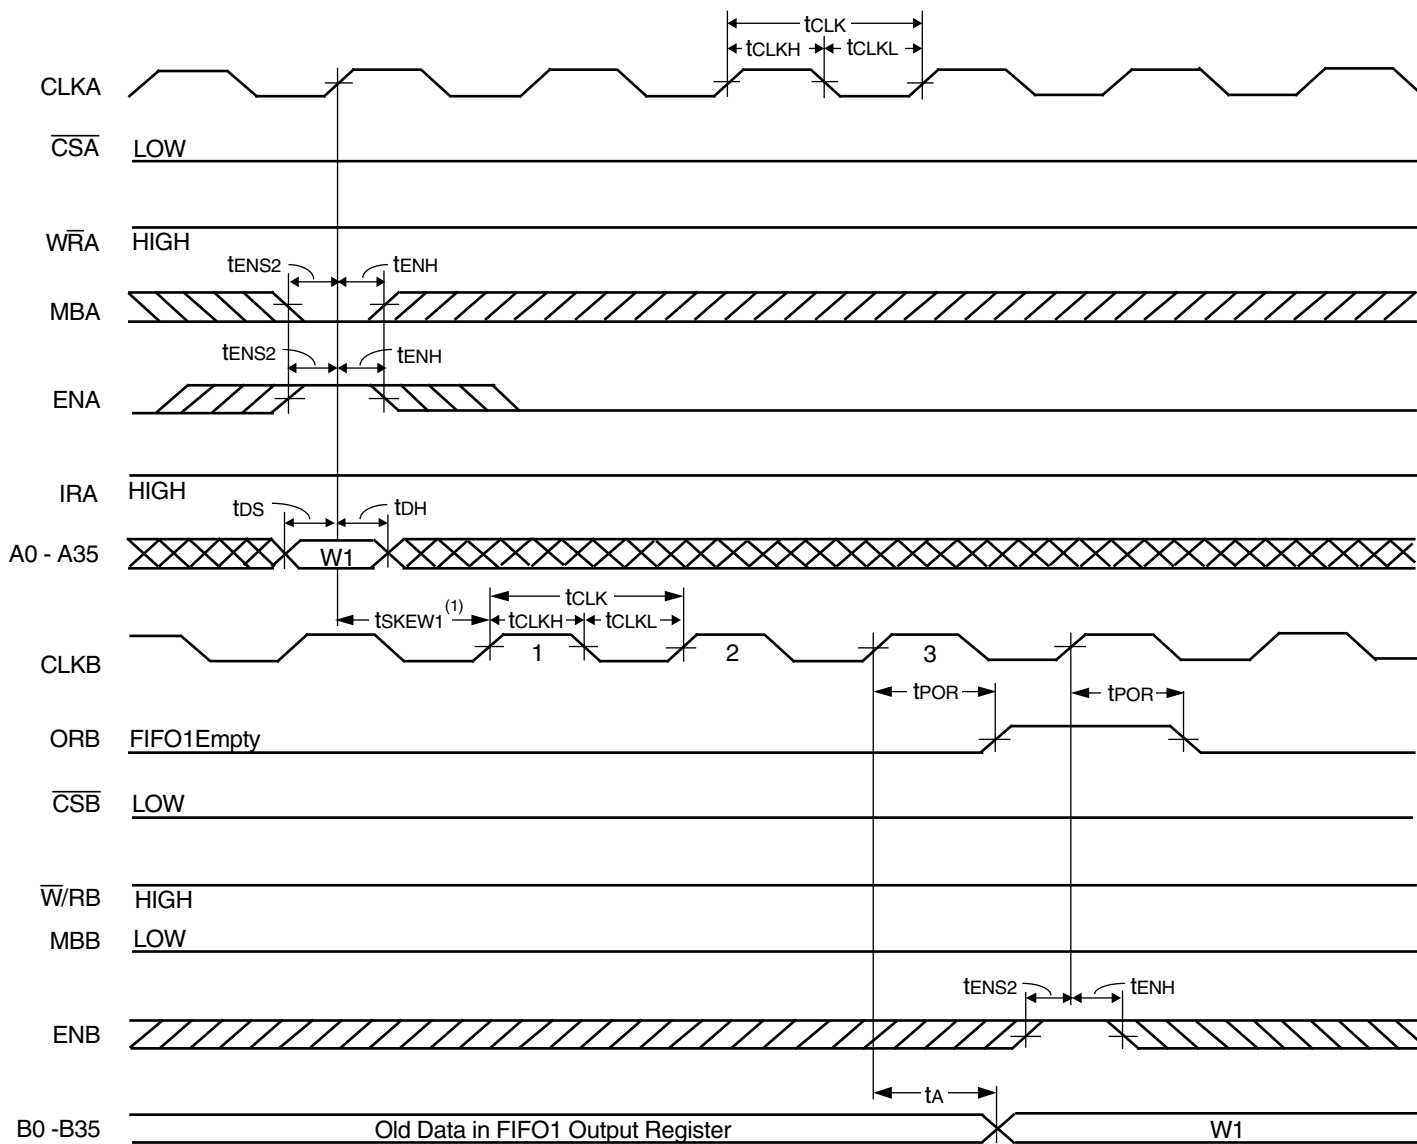 tCLK
tCLKH tCLKL
CLKA
CSA LOW
WRA HIGH
tENS2 tENH
MBA
tENS2 tENH
ENA
IRA HIGH
tDS tDH
A0 - A35 W1
tCLK
tSKEW1(1) tCLKH tCLKL
CLKB 1 2 3
tPOR tPOR
ORB FIFO1Empty
CSB LOW
W/RB HIGH
MBB LOW
tENS2 tENH
ENB
tA
B0 -B35 Old Data in FIFO1 Output Register W1